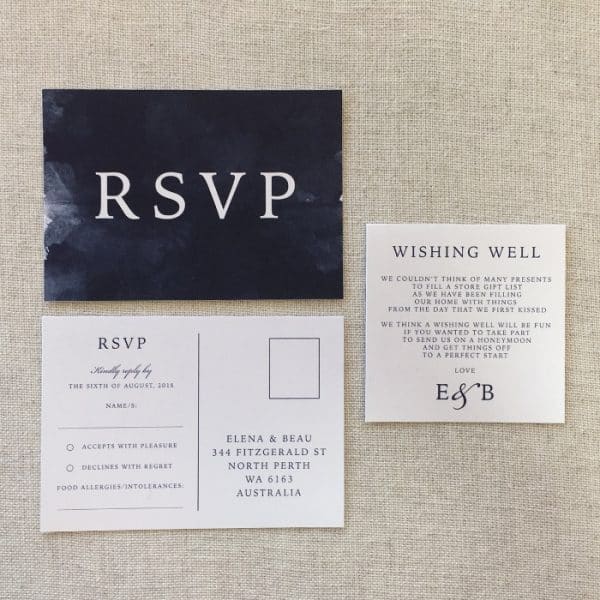 RSVP
RSVP
Kindly reply by
THE SIXTH OF AUGUST, 2018
NAME/S:
ACCEPTS WITH PLEASURE
DECLINES WITH REGRET
FOOD ALLERGIES/INTOLERANCES:
ELENA & BEAU
344 FITZGERALD ST
NORTH PERTH
WA 6163
AUSTRALIA
WISHING WELL
WE COULDN'T THINK OF MANY PRESENTS
TO FILL A STORE GIFT LIST
AS WE HAVE BEEN FILLING
OUR HOME WITH THINGS
FROM THE DAY THAT WE FIRST KISSED
WE THINK A WISHING WELL WILL BE FUN
IF YOU WANTED TO TAKE PART
TO SEND US ON A HONEYMOON
AND GET THINGS OFF
TO A PERFECT START
LOVE
E&B